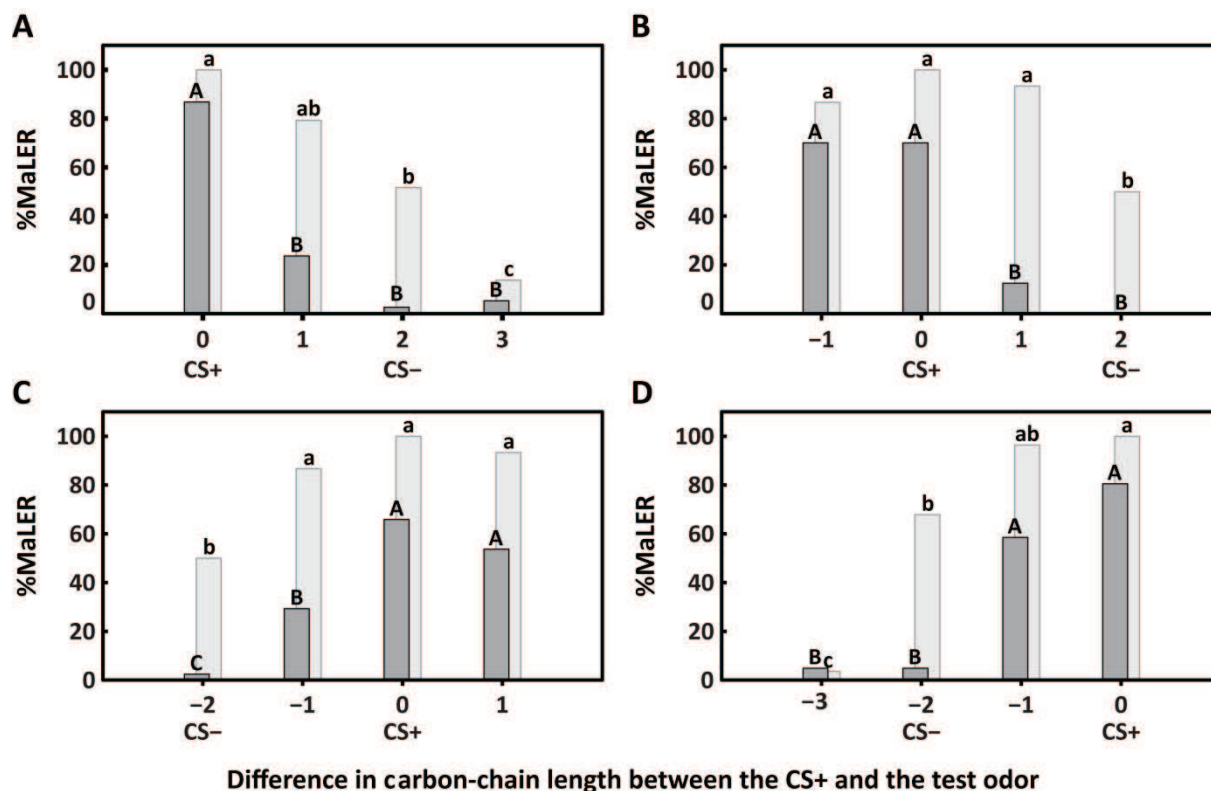 A
%MaLER
100
80
60
40
20
0
A a
B ab
B b
B c
0 1 2 3
CS+ CS−
B
%MaLER
100
80
60
40
20
0
A a
A a
B a
B b
−1 0 1 2
CS+ CS−
C
%MaLER
100
80
60
40
20
0
C b
B a
A a
A a
−2 −1 0 1
CS− CS+
D
%MaLER
100
80
60
40
20
0
B c
B b
A ab
A a
−3 −2 −1 0
CS− CS+
Difference in carbon-chain length between the CS+ and the test odor